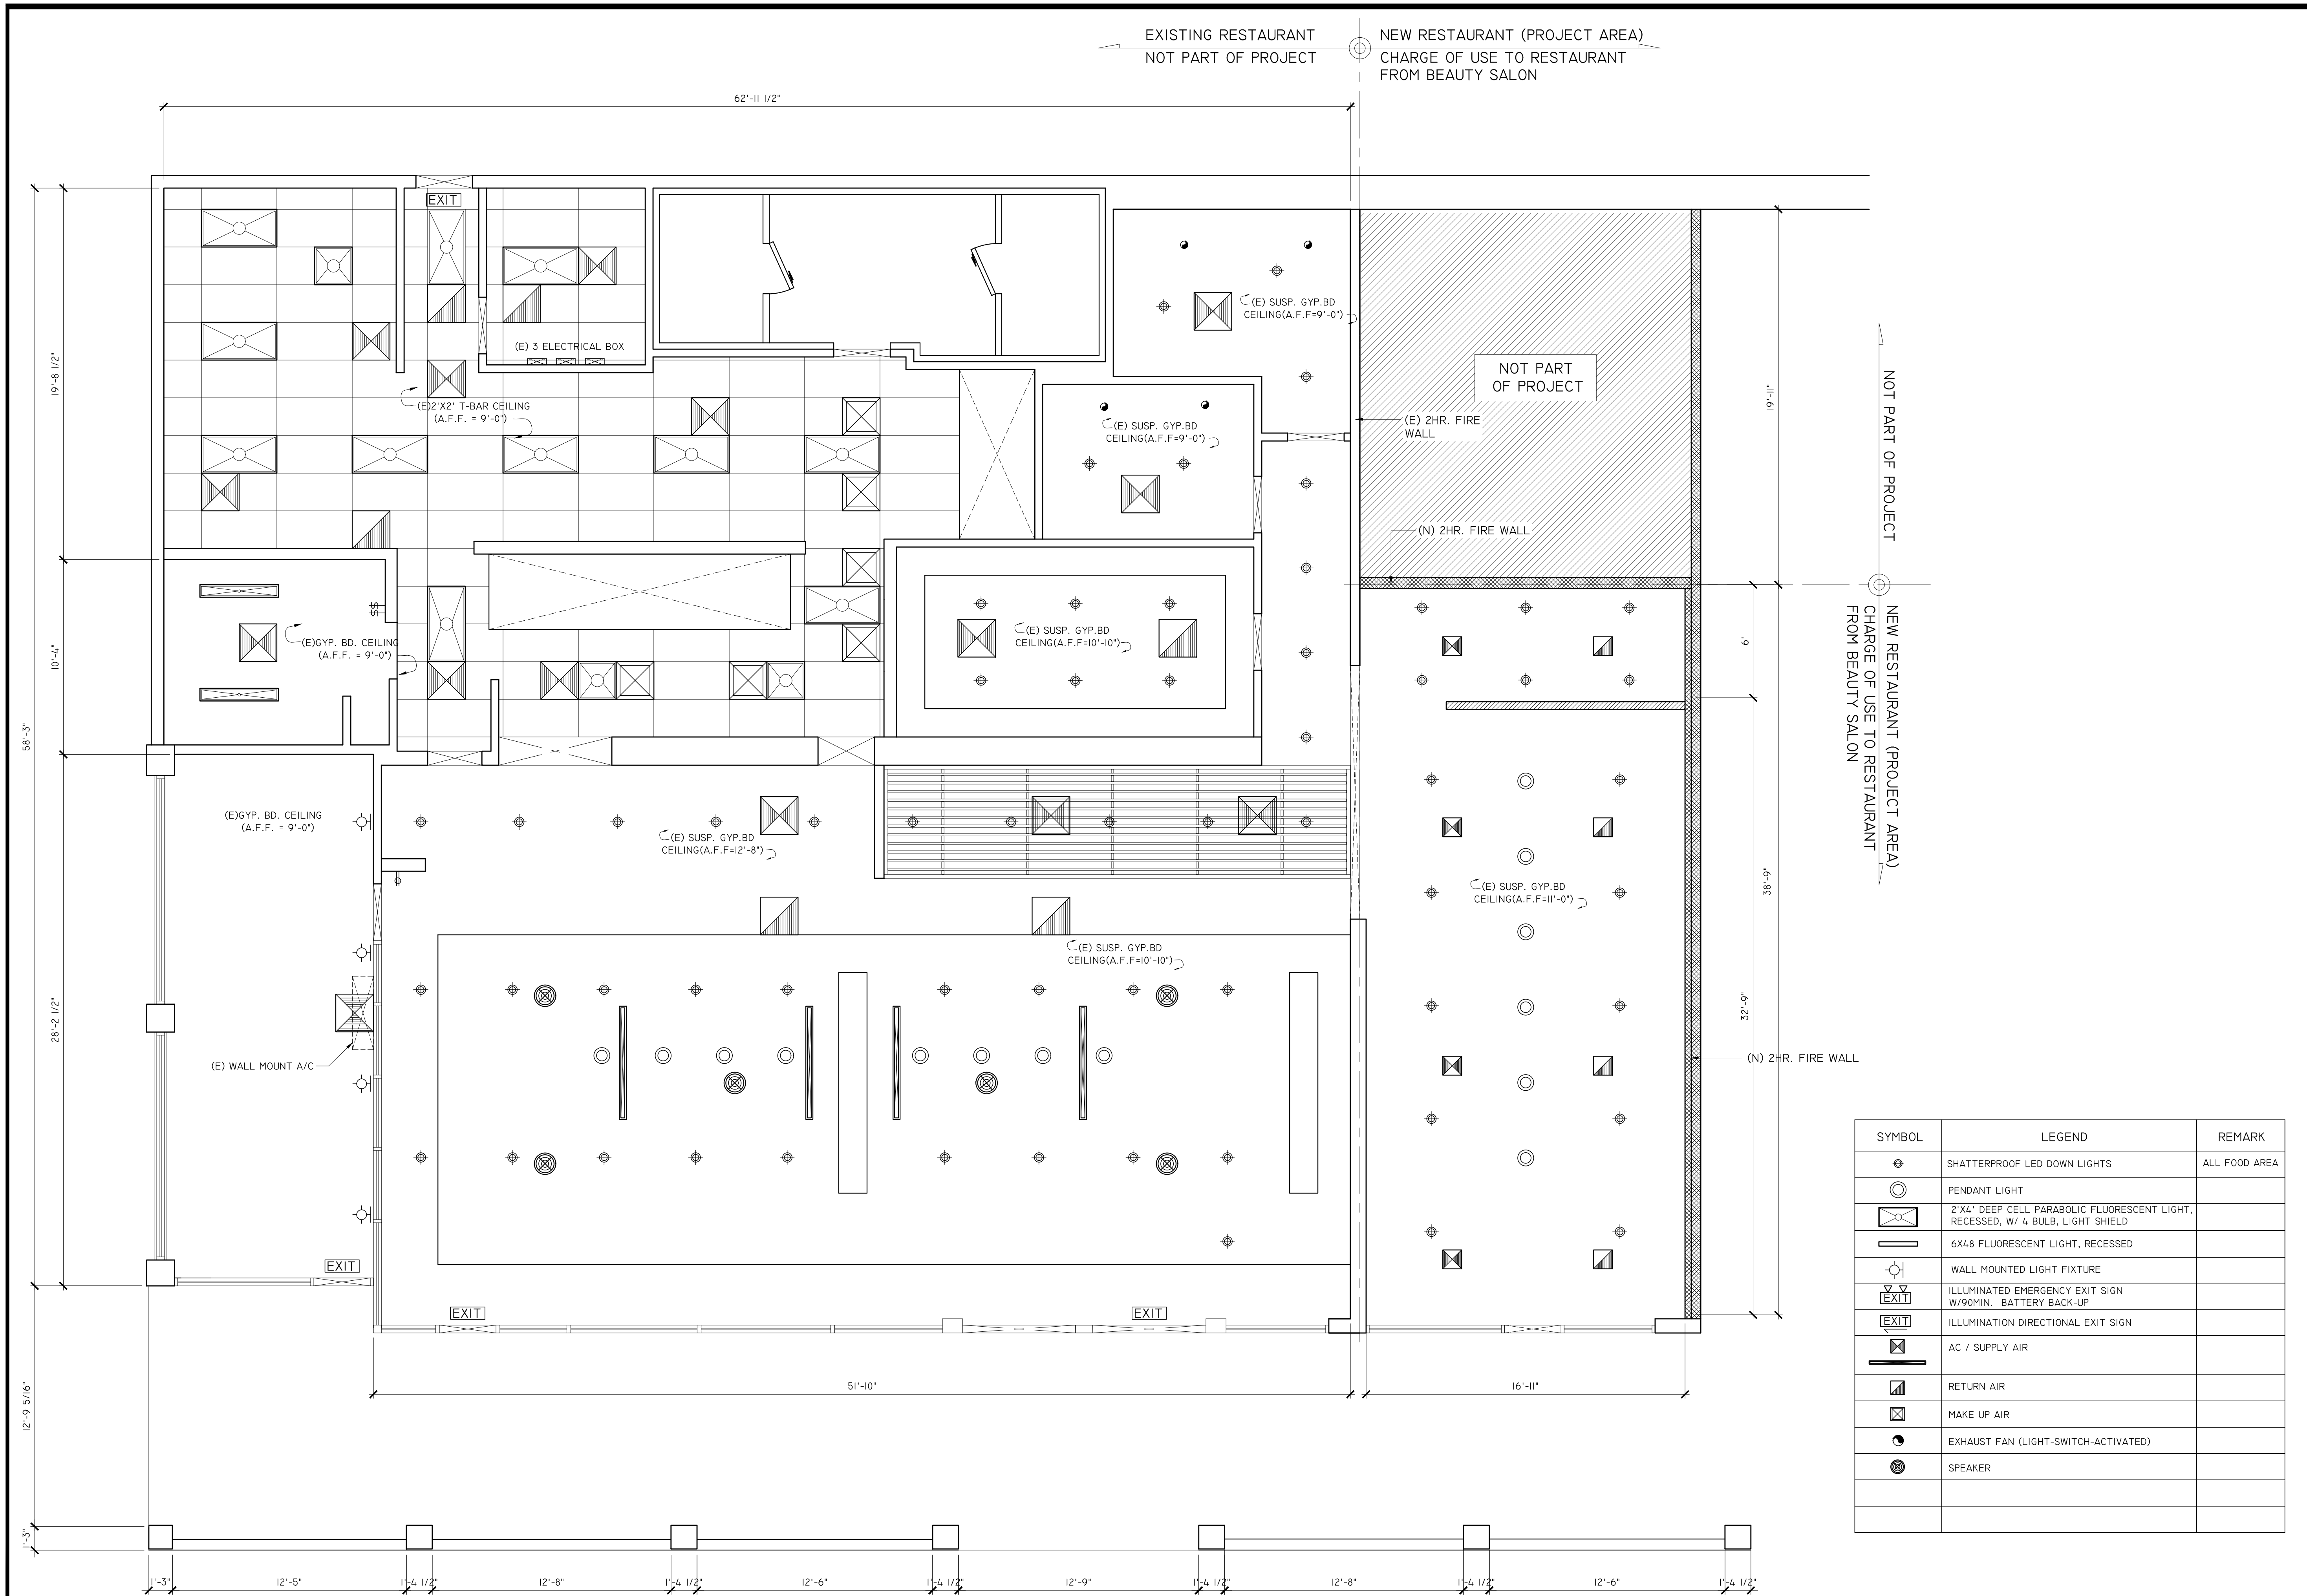 EXISTING RESTAURANT
NOT PART OF PROJECT
NEW RESTAURANT (PROJECT AREA)
CHARGE OF USE TO RESTAURANT
FROM BEAUTY SALON
62'-11 1/2"
EXIT
(E) 3 ELECTRICAL BOX
(E)2'X2' T-BAR CEILING
(A.F.F. = 9'-0")
(E) SUSP. GYP.BD
CEILING(A.F.F=9'-0")
(E) SUSP. GYP.BD
CEILING(A.F.F=9'-0")
NOT PART
OF PROJECT
(E) 2HR. FIRE
WALL
(N) 2HR. FIRE WALL
19'-8 1/2"
10'-4"
58'-3"
28'-2 1/2"
12'-9 5/16"
1'-3"
19'-11"
6'
38'-9"
32'-9"
NOT PART OF PROJECT
NEW RESTAURANT (PROJECT AREA)
CHARGE OF USE TO RESTAURANT
FROM BEAUTY SALON
SS
(E)GYP. BD. CEILING
(A.F.F. = 9'-0")
(E) SUSP. GYP.BD
CEILING(A.F.F=10'-10")
(E)GYP. BD. CEILING
(A.F.F. = 9'-0")
(E) SUSP. GYP.BD
CEILING(A.F.F=12'-8")
(E) SUSP. GYP.BD
CEILING(A.F.F=11'-0")
(E) SUSP. GYP.BD
CEILING(A.F.F=10'-10")
(E) WALL MOUNT A/C
(N) 2HR. FIRE WALL
EXIT
EXIT
EXIT
51'-10"
16'-11"
SYMBOL LEGEND REMARK
SHATTERPROOF LED DOWN LIGHTS ALL FOOD AREA
PENDANT LIGHT
2'X4' DEEP CELL PARABOLIC FLUORESCENT LIGHT,
RECESSED, W/ 4 BULB, LIGHT SHIELD
6X48 FLUORESCENT LIGHT, RECESSED
WALL MOUNTED LIGHT FIXTURE
EXIT ILLUMINATED EMERGENCY EXIT SIGN
W/90MIN. BATTERY BACK-UP
EXIT ILLUMINATION DIRECTIONAL EXIT SIGN
AC / SUPPLY AIR
RETURN AIR
MAKE UP AIR
EXHAUST FAN (LIGHT-SWITCH-ACTIVATED)
SPEAKER
1'-3" 12'-5" 1'-4 1/2" 12'-8" 1'-4 1/2" 12'-6" 1'-4 1/2" 12'-9" 1'-4 1/2" 12'-8" 1'-4 1/2" 12'-6" 1'-4 1/2"